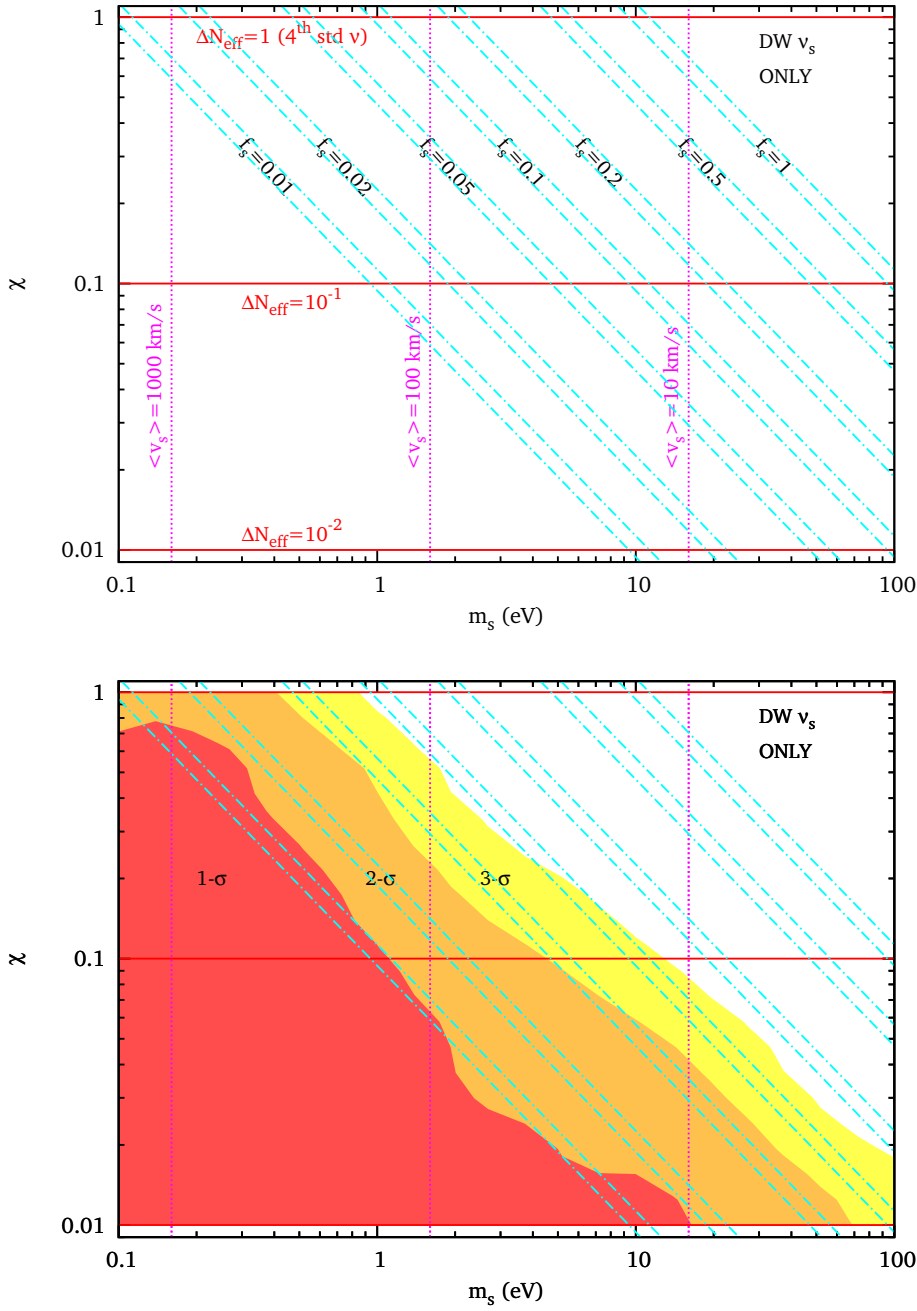 1
ΔN_eff=1 (4^th std ν)
DW ν_s
ONLY
f_s=0.01
f_s=0.02
f_s=0.05
f_s=0.1
f_s=0.2
f_s=0.5
f_s=1
χ
0.1
ΔN_eff=10^-1
<v_s>=1000 km/s
<v_s>=100 km/s
<v_s>=10 km/s
ΔN_eff=10^-2
0.01
0.1 1 10 100
m_s (eV)
1
DW ν_s
ONLY
1-σ 2-σ 3-σ
χ
0.1
0.01
0.1 1 10 100
m_s (eV)